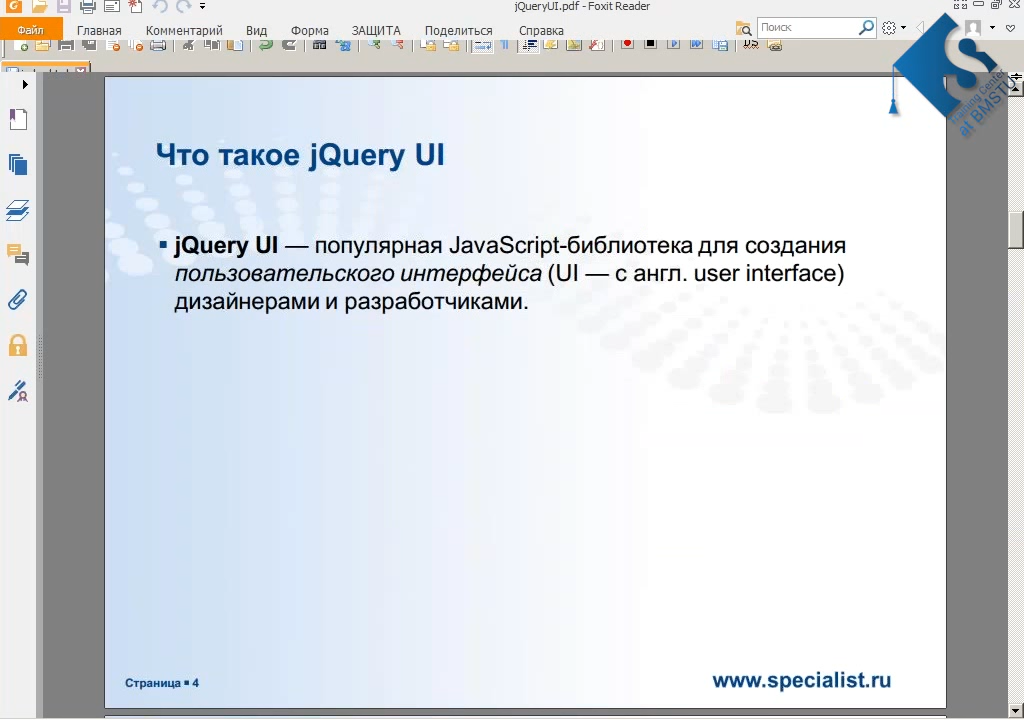 jQueryUI.pdf - Foxit Reader
Файл Главная Комментарий Вид Форма ЗАЩИТА Поделиться Справка
Поиск
Training Center
at BMSTU
Что такое jQuery UI
jQuery UI — популярная JavaScript-библиотека для создания
пользовательского интерфейса (UI — с англ. user interface)
дизайнерами и разработчиками.
Страница ▪ 4
www.specialist.ru